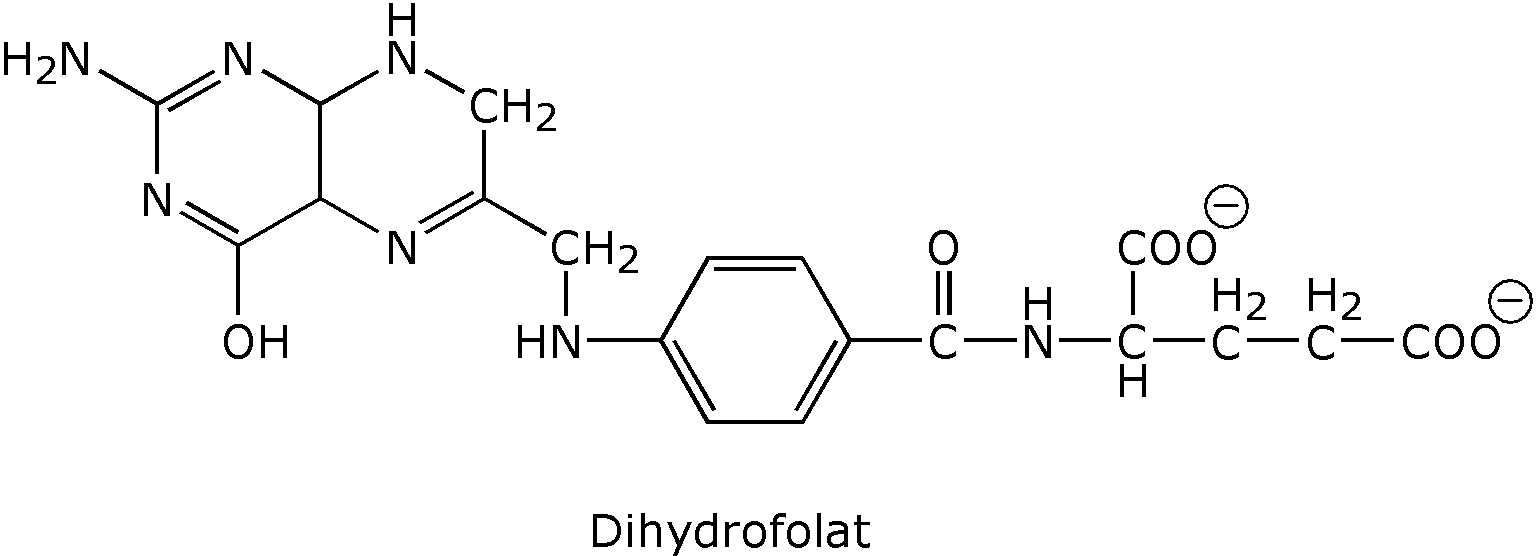 H
H₂N N N
CH₂
N
N CH₂ O COO⊖
H₂ H₂ ⊖
OH HN C H N C C C COO
H
Dihydrofolat